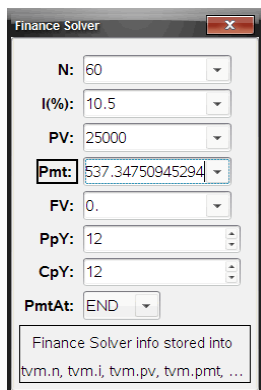 Finance Solver
N: 60
I(%): 10.5
PV: 25000
Pmt: 537.34750945294
FV: 0.
PpY: 12
CpY: 12
PmtAt: END
Finance Solver info stored into
tvm.n, tvm.i, tvm.pv, tvm.pmt, ...